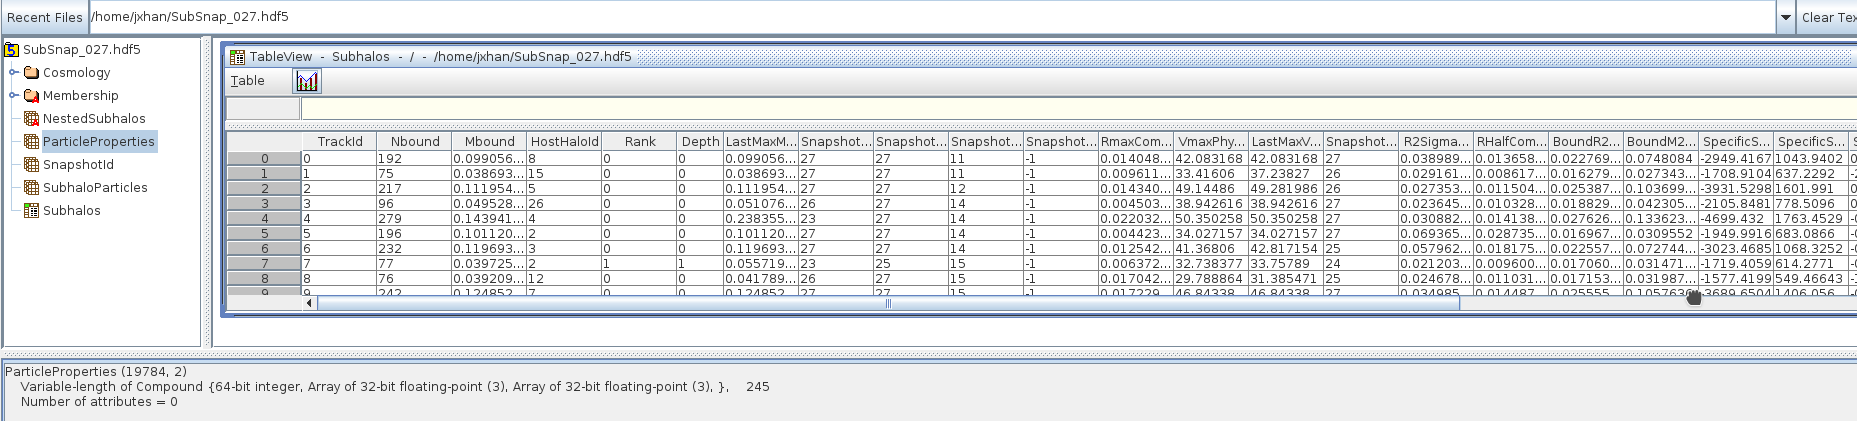 Recent Files /home/jxhan/SubSnap_027.hdf5 Clear Tex
SubSnap_027.hdf5
Cosmology
Membership
NestedSubhalos
ParticleProperties
SnapshotId
SubhaloParticles
Subhalos
TableView - Subhalos - / - /home/jxhan/SubSnap_027.hdf5
Table
TrackId Nbound Mbound HostHaloId Rank Depth LastMaxM... Snapshot... Snapshot... Snapshot... Snapshot... RmaxCom... VmaxPhy... LastMaxV... Snapshot... R2Sigma... RHalfCom... BoundR2... BoundM2... SpecificS... SpecificS... S
0 0 192 0.099056... 8 0 0 0.099056... 27 27 11 -1 0.014048... 42.083168 42.083168 27 0.038989... 0.013658... 0.022769... 0.0748084 -2949.4167 1043.9402 0
1 1 75 0.038693... 15 0 0 0.038693... 27 27 11 -1 0.009611... 33.41606 37.23827 26 0.029161... 0.008617... 0.016279... 0.027343... -1708.9104 637.2292 -2
2 2 217 0.111954... 5 0 0 0.111954... 27 27 12 -1 0.014340... 49.14486 49.281986 26 0.027353... 0.011504... 0.025387... 0.103699... -3931.5298 1601.991 0
3 3 96 0.049528... 26 0 0 0.051076... 26 27 14 -1 0.004503... 38.942616 38.942616 27 0.023645... 0.010328... 0.018829... 0.042305... -2105.8481 778.5096 -0
4 4 279 0.143941... 4 0 0 0.238355... 23 27 14 -1 0.022032... 50.350258 50.350258 27 0.030882... 0.014138... 0.027626... 0.133623... -4699.432 1763.4529 -0
5 5 196 0.101120... 2 0 0 0.101120... 27 27 14 -1 0.004423... 34.027157 34.027157 27 0.069365... 0.028735... 0.016967... 0.0309552 -1949.9916 683.0866 -0
6 6 232 0.119693... 3 0 0 0.119693... 27 27 14 -1 0.012542... 41.36806 42.817154 25 0.057962... 0.018175... 0.022557... 0.072744... -3023.4685 1068.3252 -0
7 7 77 0.039725... 2 1 1 0.055719... 23 25 15 -1 0.006372... 32.738377 33.75789 24 0.021203... 0.009600... 0.017060... 0.031471... -1719.4059 614.2771 -0
8 8 76 0.039209... 12 0 0 0.041789... 26 27 15 -1 0.017042... 29.788864 31.385471 25 0.024678... 0.011031... 0.017153... 0.031987... -1577.4199 549.46643 -1
9 9 242 0.124852... 7 0 0 0.124852... 27 27 15 -1 0.017229... 46.84338 46.84338 27 0.034985... 0.014487... 0.025555... 0.1057636 -3689.6504 1406.056 -0
ParticleProperties (19784, 2)
Variable-length of Compound {64-bit integer, Array of 32-bit floating-point (3), Array of 32-bit floating-point (3), }, 245
Number of attributes = 0